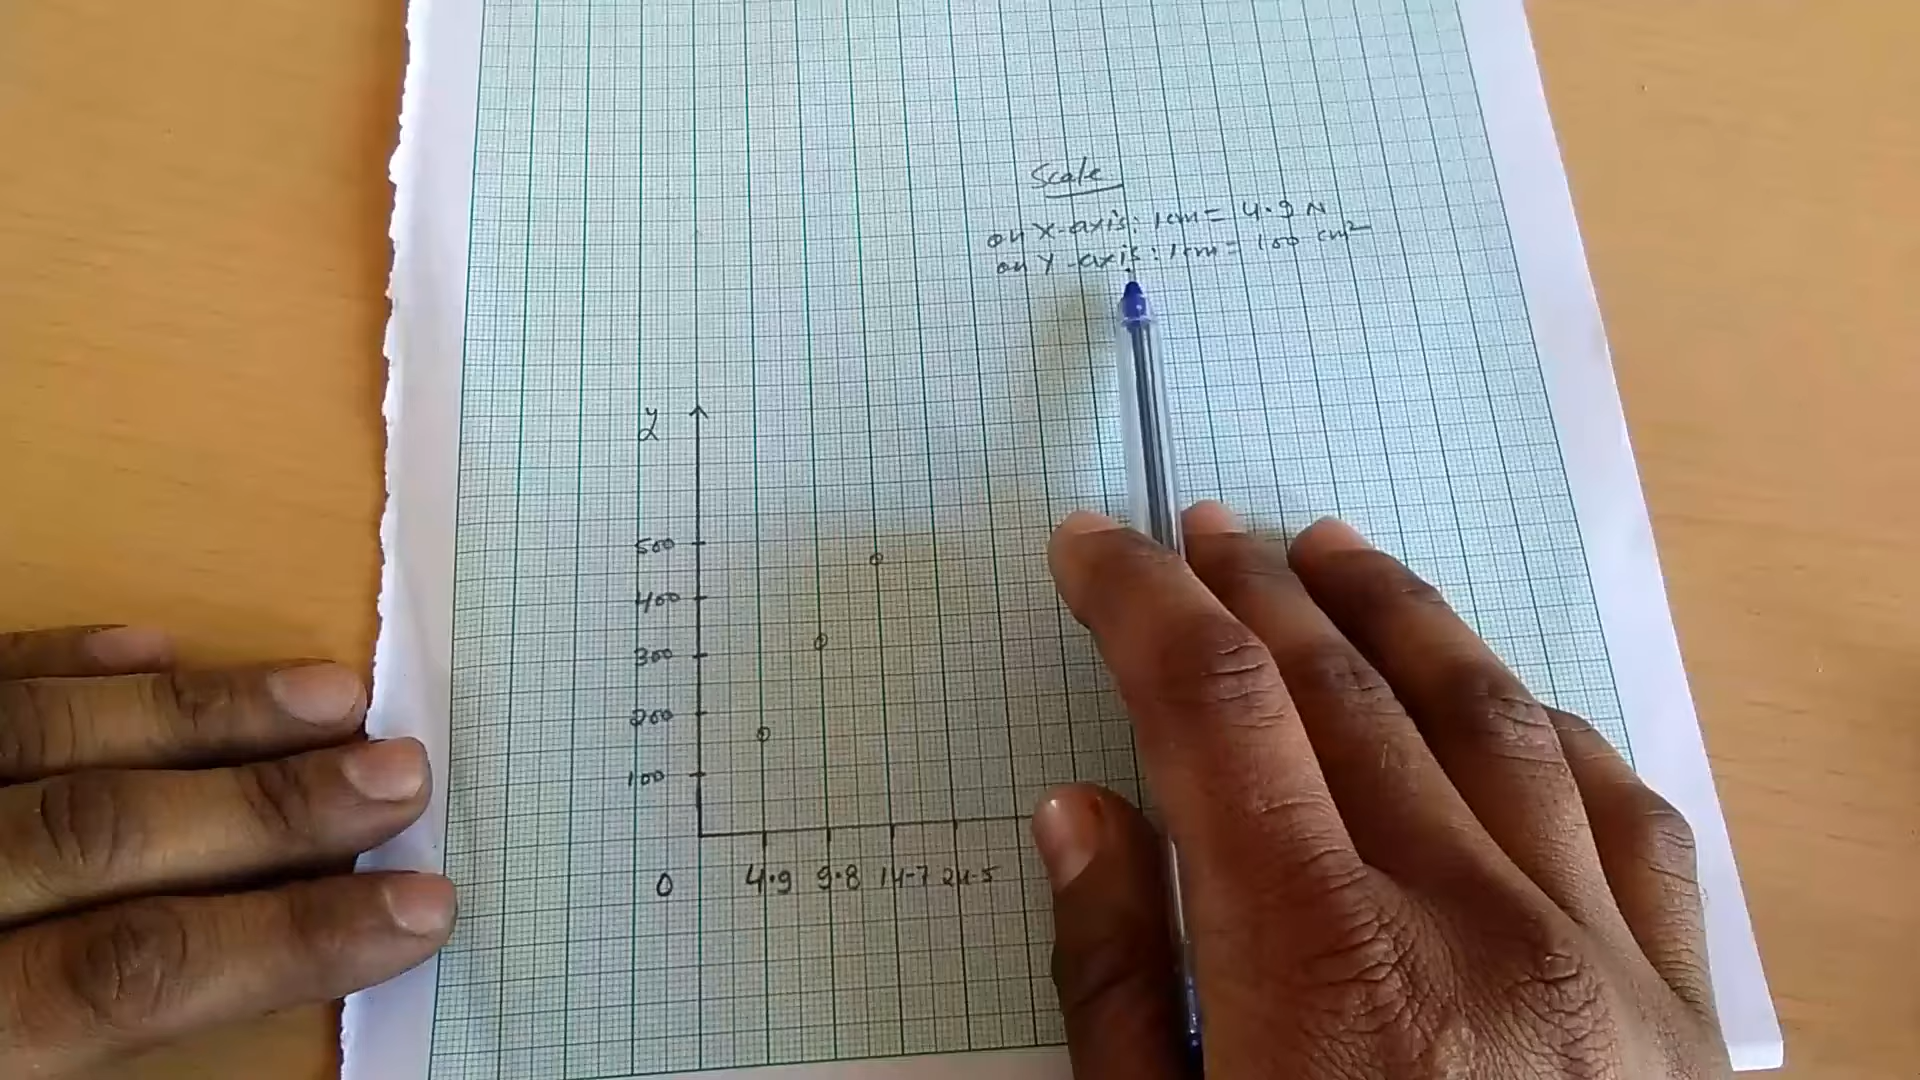 Scale
on X-axis: 1cm = 4.9 N
on Y-axis: 1cm = 100 cm²
y
500
400
300
200
100
0 4.9 9.8 14.7 24.5